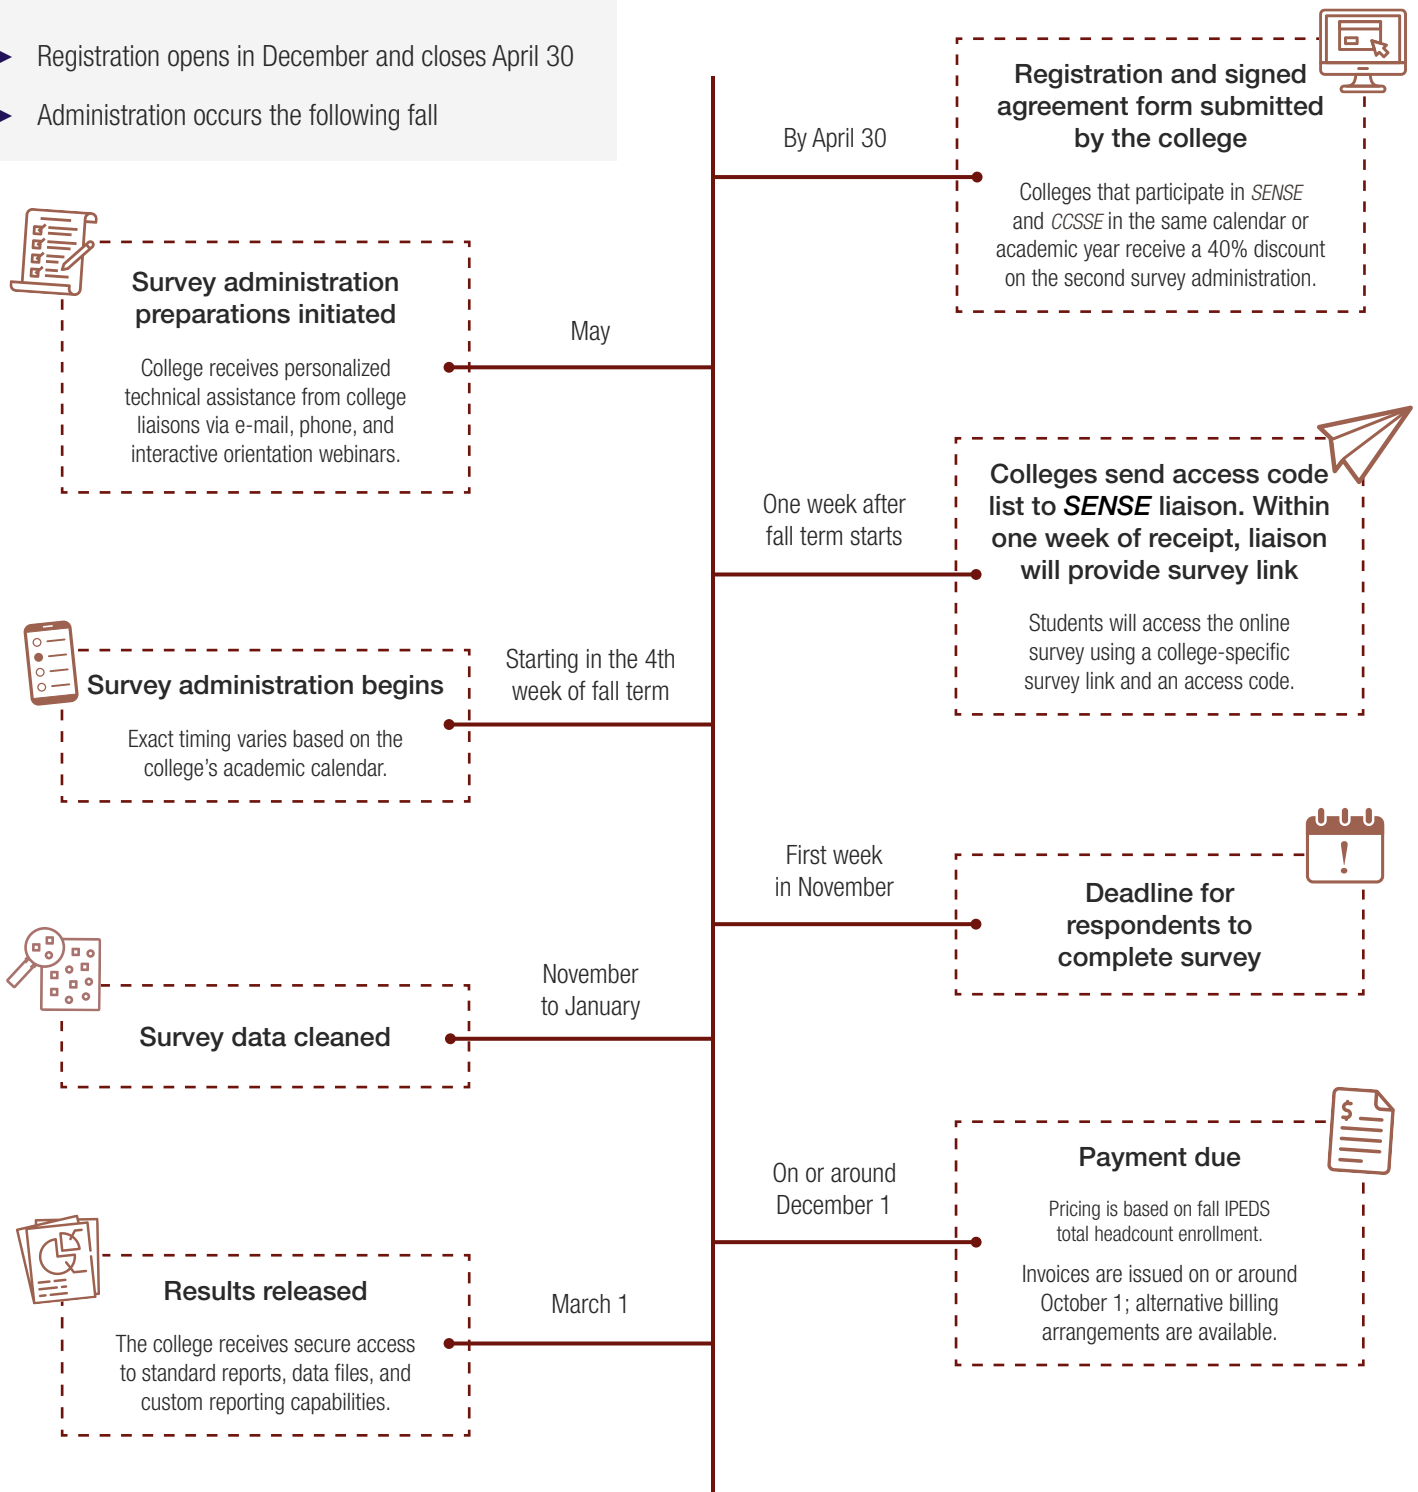 Registration opens in December and closes April 30
Administration occurs the following fall
By April 30
Registration and signed
agreement form submitted
by the college
Colleges that participate in SENSE
and CCSSE in the same calendar or
academic year receive a 40% discount
on the second survey administration.
May
Survey administration
preparations initiated
College receives personalized
technical assistance from college
liaisons via e-mail, phone, and
interactive orientation webinars.
One week after
fall term starts
Colleges send access code
list to SENSE liaison. Within
one week of receipt, liaison
will provide survey link
Students will access the online
survey using a college-specific
survey link and an access code.
Starting in the 4th
week of fall term
Survey administration begins
Exact timing varies based on the
college's academic calendar.
First week
in November
Deadline for
respondents to
complete survey
November
to January
Survey data cleaned
On or around
December 1
Payment due
Pricing is based on fall IPEDS
total headcount enrollment.
Invoices are issued on or around
October 1; alternative billing
arrangements are available.
March 1
Results released
The college receives secure access
to standard reports, data files, and
custom reporting capabilities.